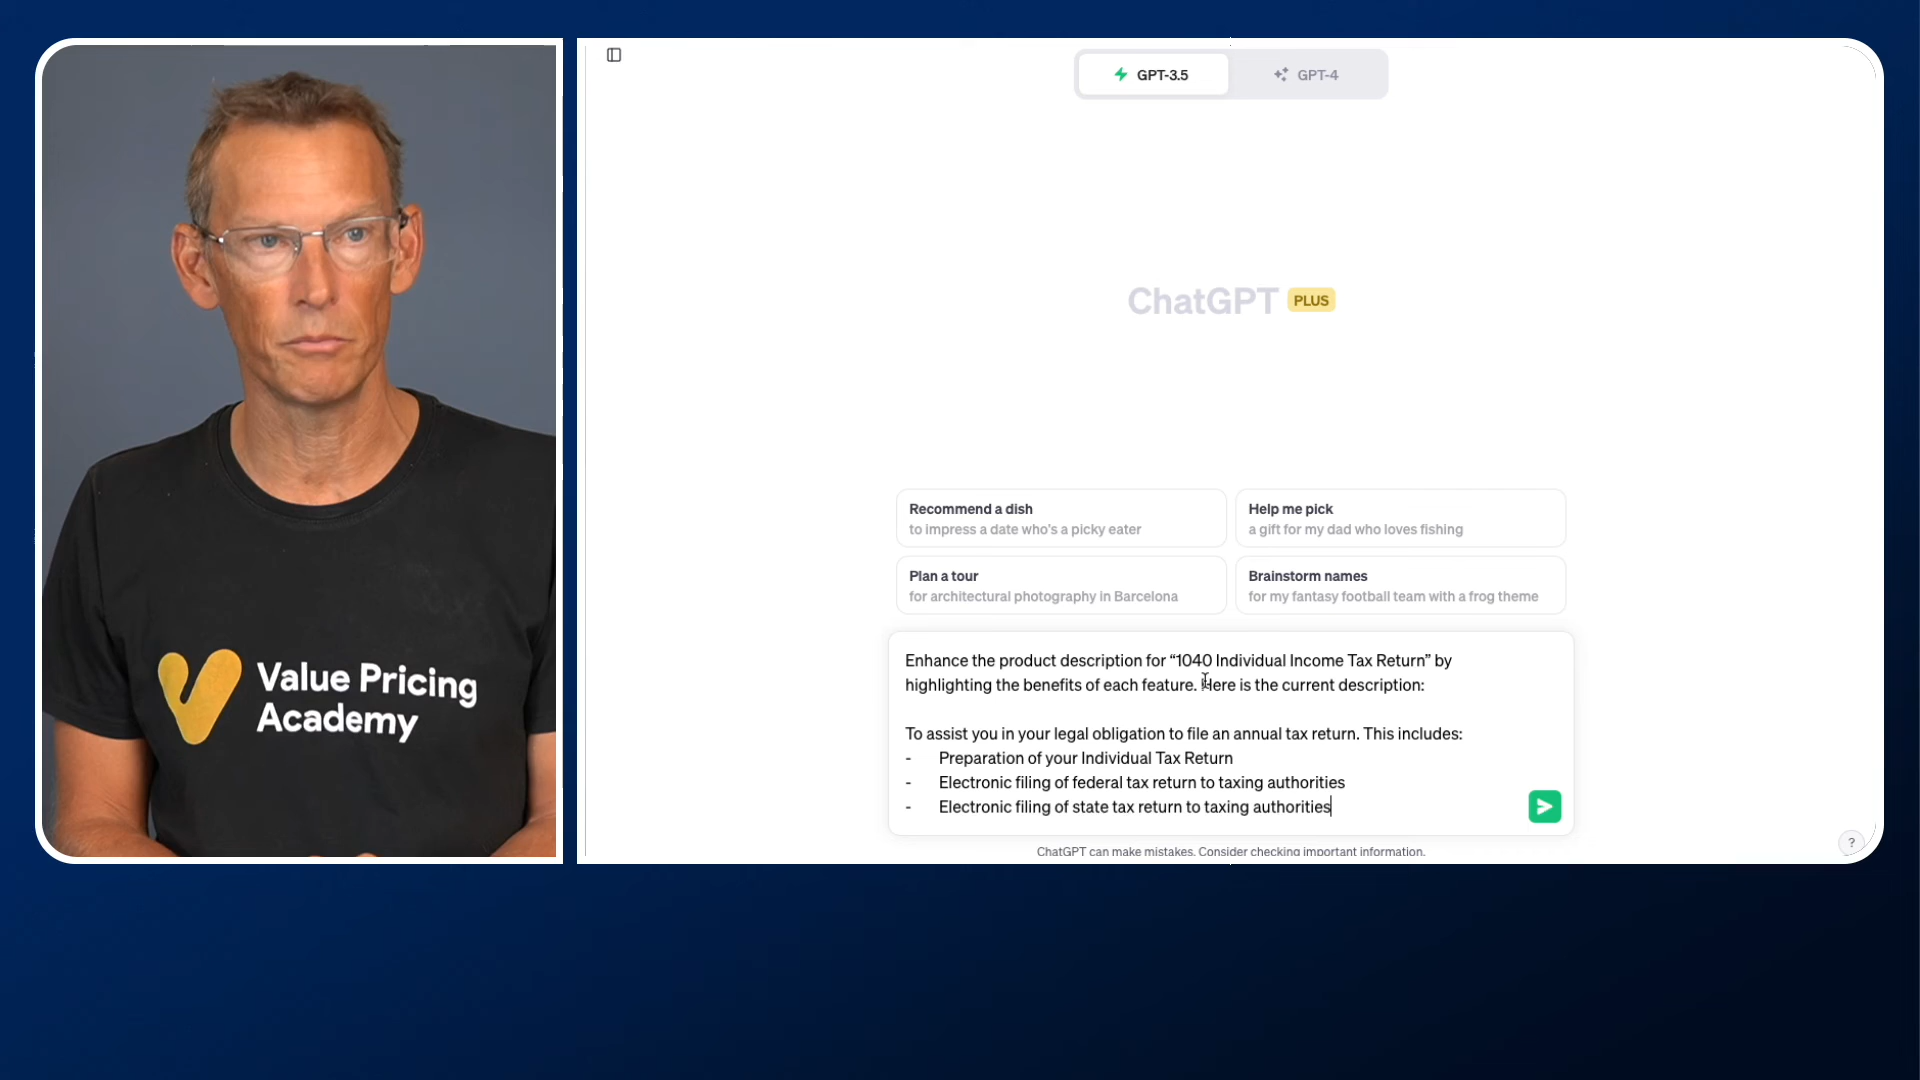 Value Pricing
Academy
GPT-3.5
GPT-4
ChatGPT PLUS
Recommend a dish
to impress a date who's a picky eater
Help me pick
a gift for my dad who loves fishing
Plan a tour
for architectural photography in Barcelona
Brainstorm names
for my fantasy football team with a frog theme
Enhance the product description for “1040 Individual Income Tax Return” by
highlighting the benefits of each feature. Here is the current description:
To assist you in your legal obligation to file an annual tax return. This includes:
- Preparation of your Individual Tax Return
- Electronic filing of federal tax return to taxing authorities
- Electronic filing of state tax return to taxing authorities
ChatGPT can make mistakes. Consider checking important information.
?